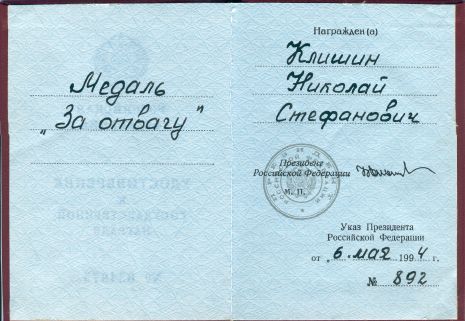 Медаль
„За отвагу"
Награжден (а)
Клишин
Николай
Стефанович
Президент
Российской Федерации
М. П.
Указ Президента
Российской Федерации
от „6" мая 1994 г.
№ 892